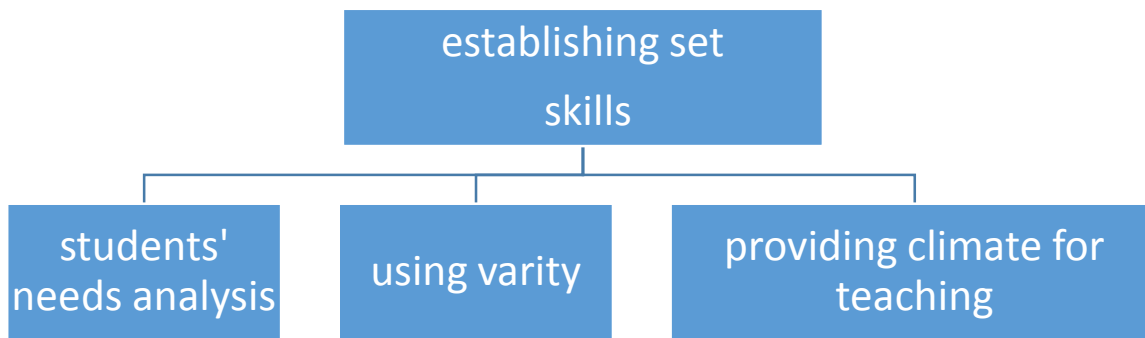 establishing set
skills
students'
needs analysis
using varity
providing climate for
teaching